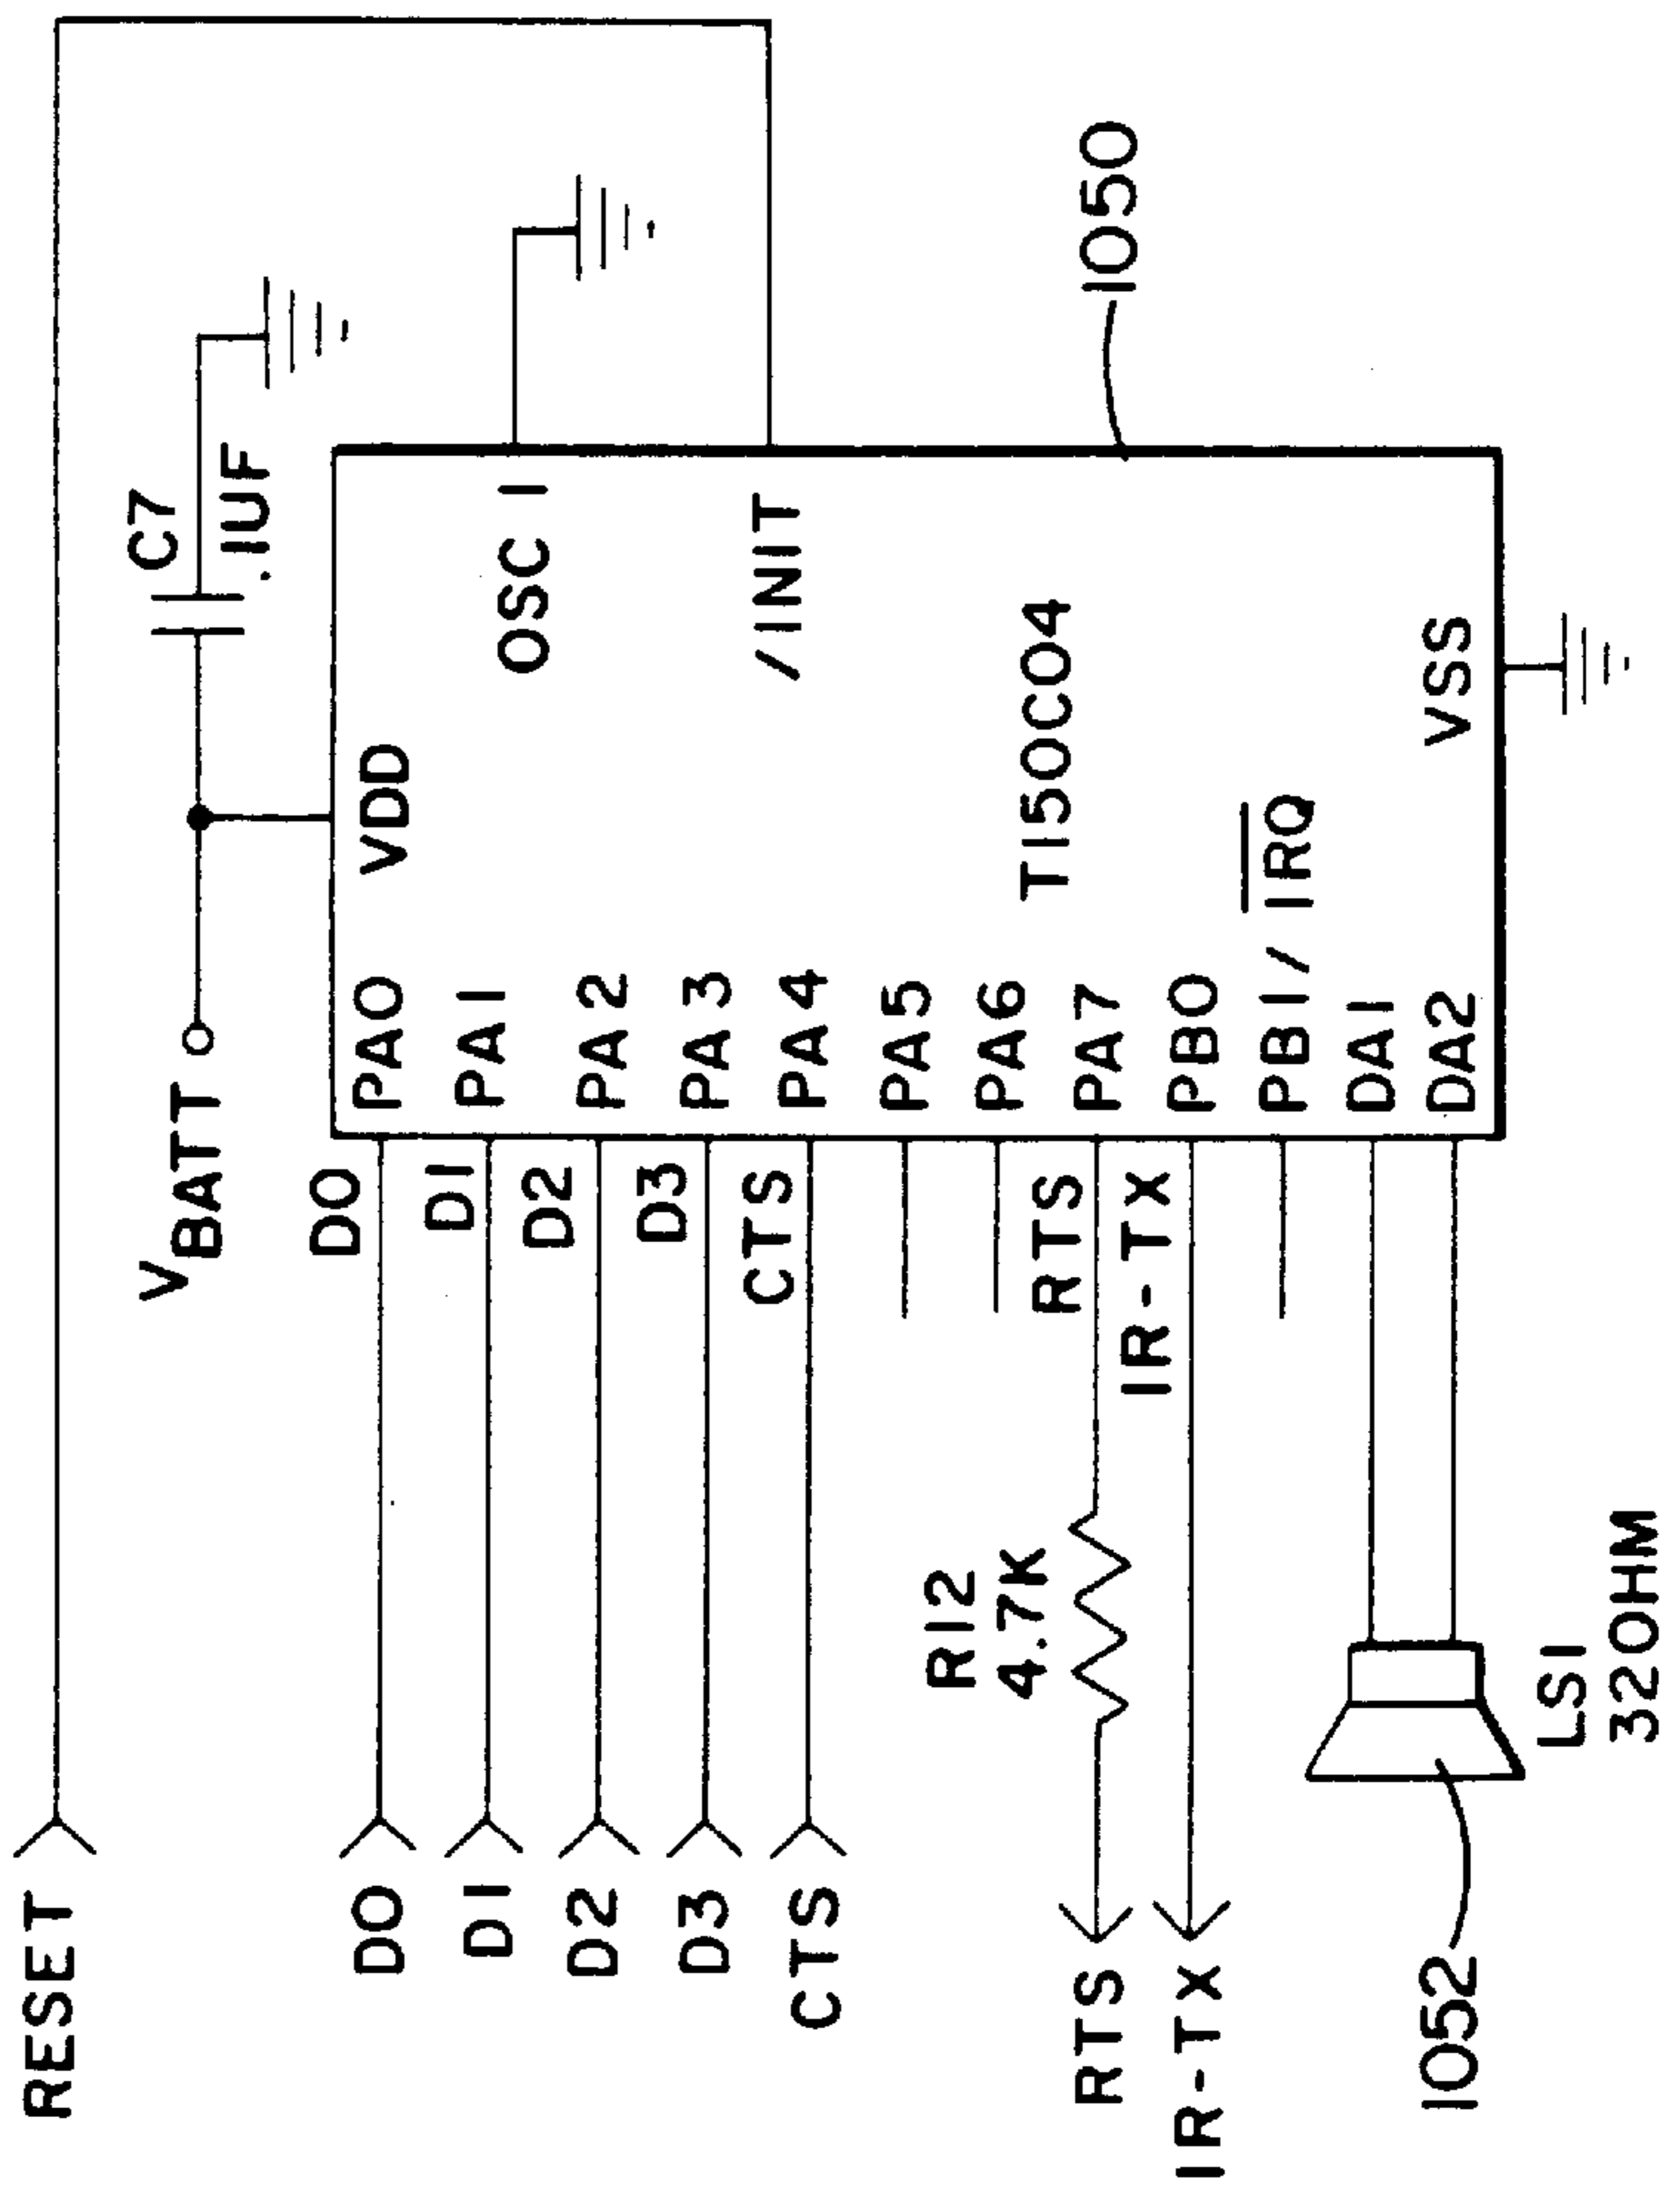 RESET
C7
.1UF
VBATT
VDD
OSC 1
/INIT
TI50C04
VSS
1050
D0 D0 PA0
D1 D1 PA1
D2 D2 PA2
D3 D3 PA3
CTS CTS PA4
PA5
PA6
R12
4.7K
RTS RTS PA7
IR-TX IR-TX PB0
PB1/IRQ
DA1
DA2
LS1
32OHM
1052